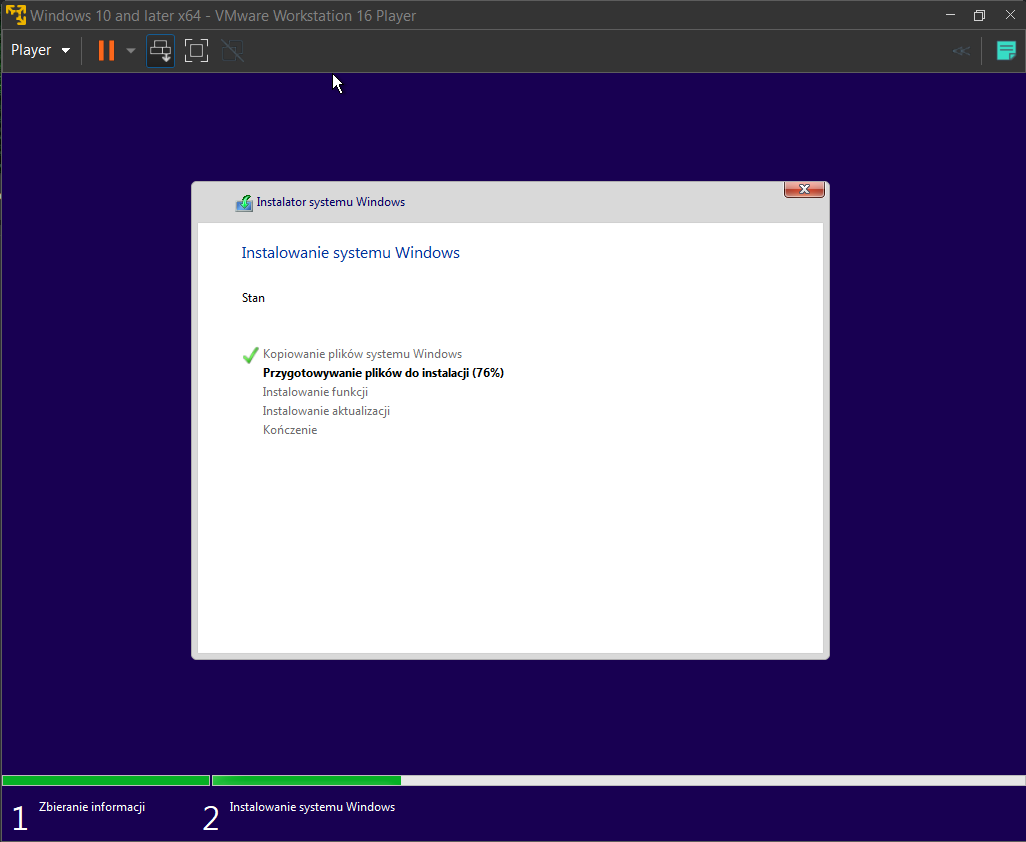 Windows 10 and later x64 - VMware Workstation 16 Player
Player
Instalator systemu Windows
Instalowanie systemu Windows
Stan
Kopiowanie plików systemu Windows
Przygotowywanie plików do instalacji (76%)
Instalowanie funkcji
Instalowanie aktualizacji
Kończenie
1 Zbieranie informacji
2 Instalowanie systemu Windows